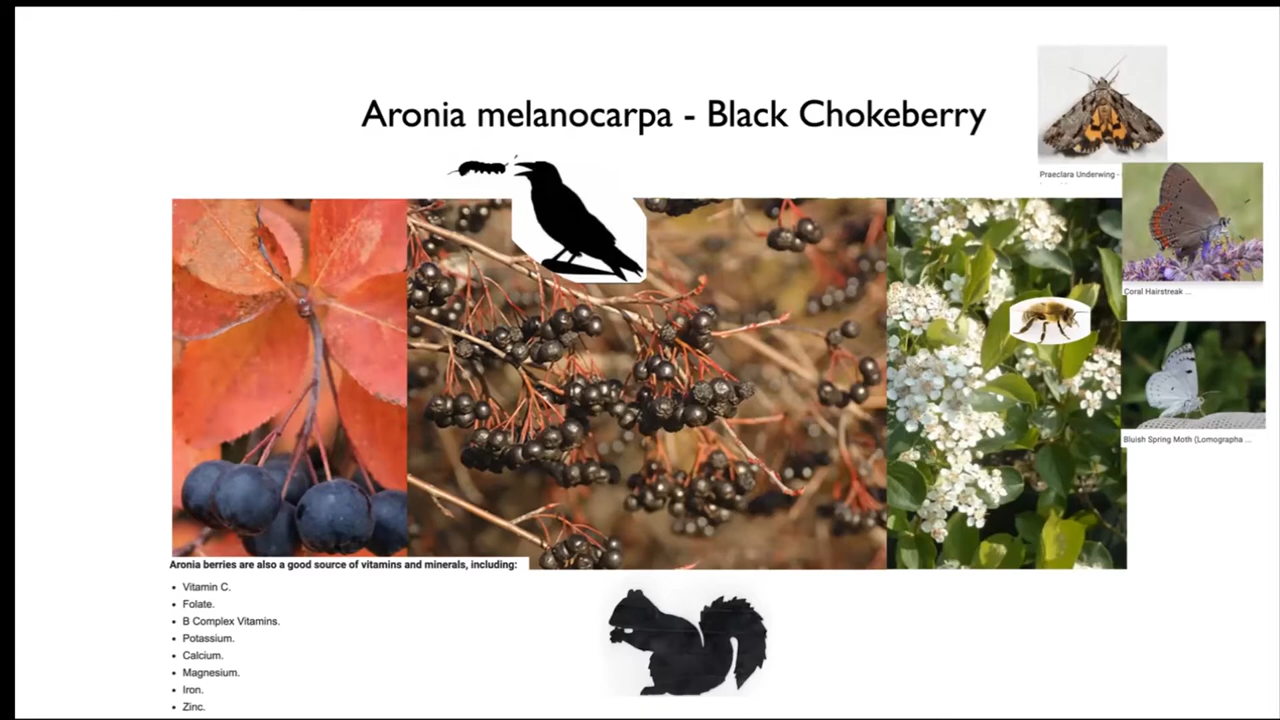 Aronia melanocarpa - Black Chokeberry
Praeclara Underwing -
Coral Hairstreak ...
Bluish Spring Moth (Lomographa ...
Aronia berries are also a good source of vitamins and minerals, including:
• Vitamin C.
• Folate.
• B Complex Vitamins.
• Potassium.
• Calcium.
• Magnesium.
• Iron.
• Zinc.